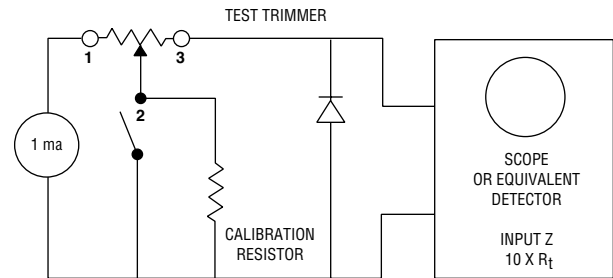 TEST TRIMMER
1
3
2
1 ma
CALIBRATION
RESISTOR
SCOPE
OR EQUIVALENT
DETECTOR
INPUT Z
10 X Rt